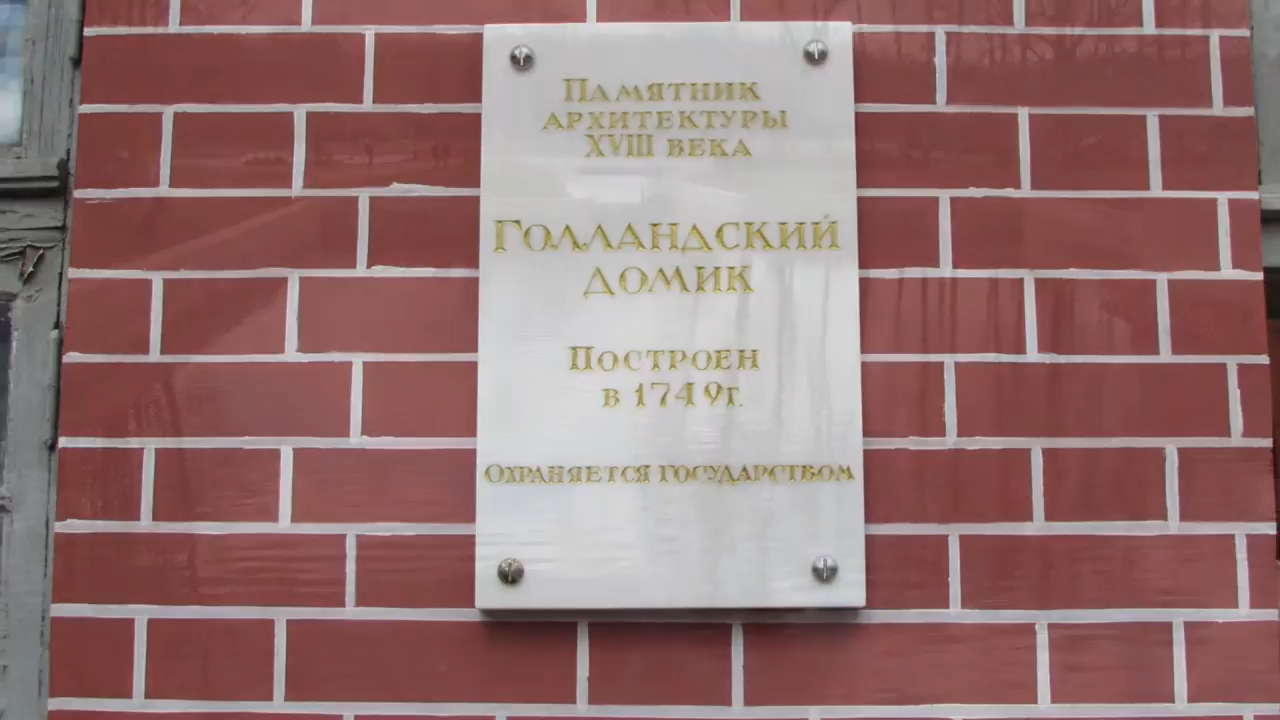 Памятник
архитектуры
XVIII века
Голландский
домик
Построен
в 1749г.
Охраняется государством